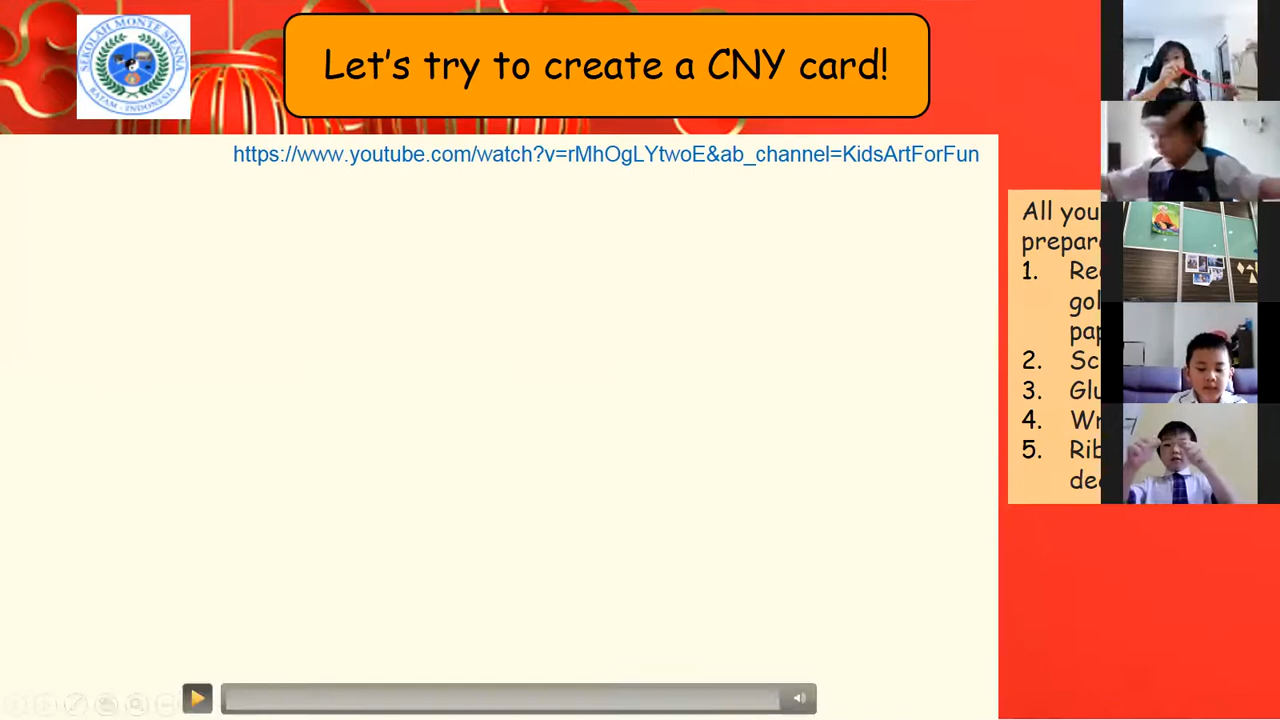 SEKOLAH MONTE SIENNA
BATAM - INDONESIA
Let's try to create a CNY card!
https://www.youtube.com/watch?v=rMhOgLYtwoE&ab_channel=KidsArtForFun
All you
1.
2.
3.
4.
5.